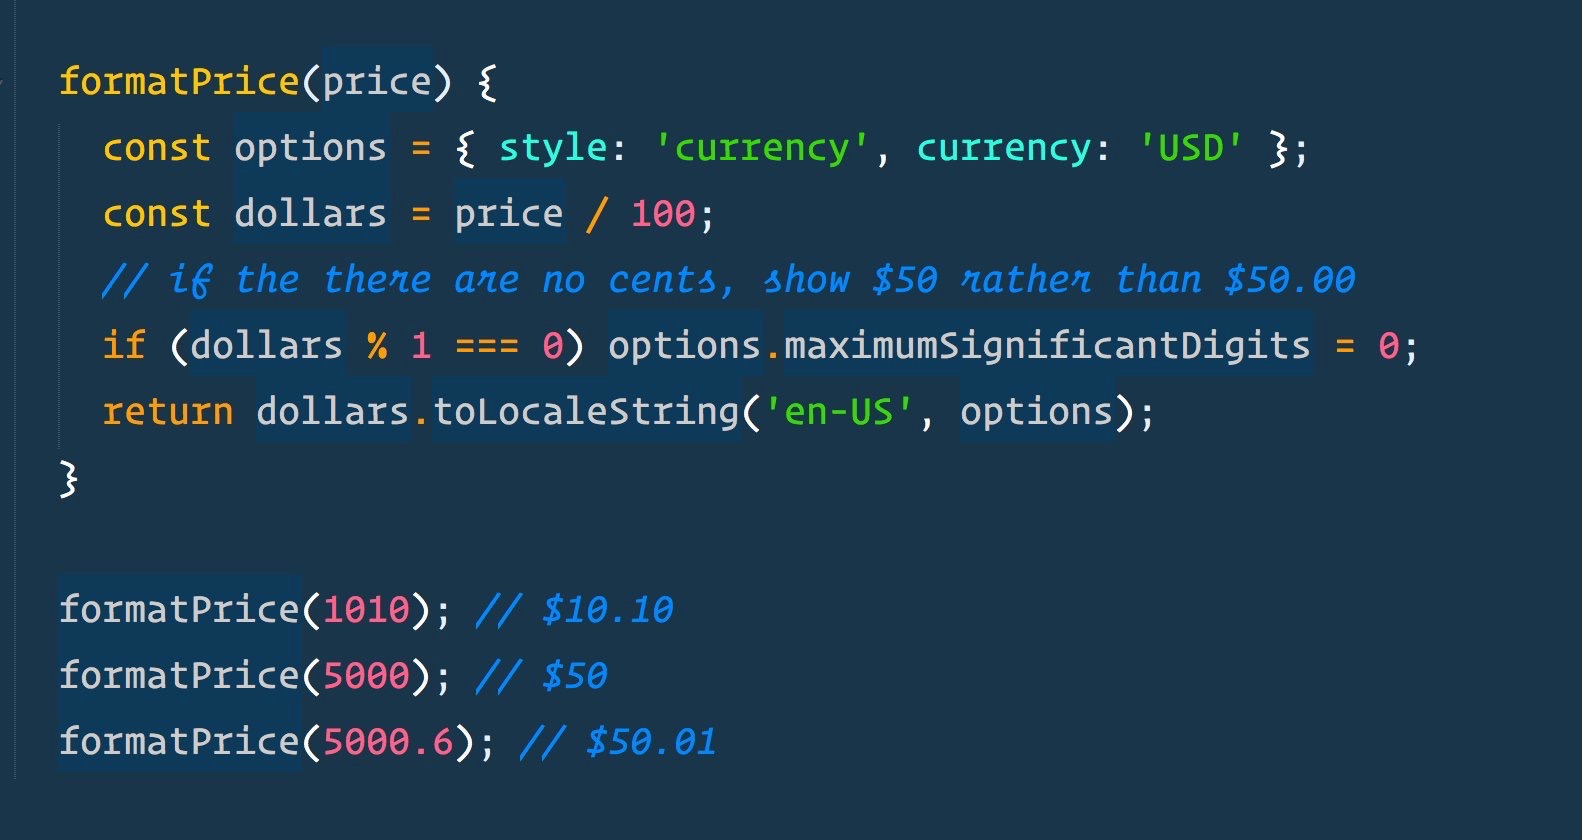 formatPrice(price) {
const options = { style: 'currency', currency: 'USD' };
const dollars = price / 100;
// if the there are no cents, show $50 rather than $50.00
if (dollars % 1 === 0) options.maximumSignificantDigits = 0;
return dollars.toLocaleString('en-US', options);
}
formatPrice(1010); // $10.10
formatPrice(5000); // $50
formatPrice(5000.6); // $50.01